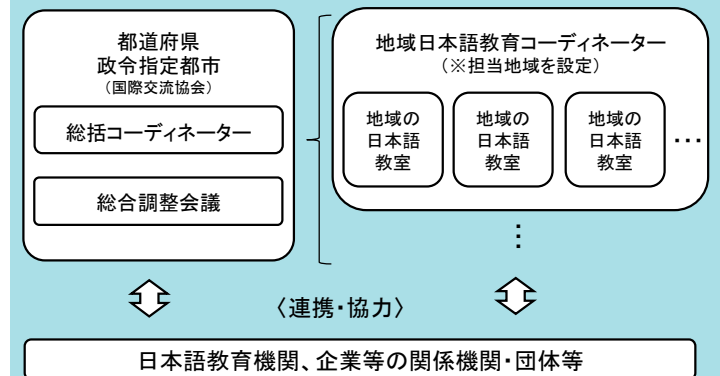 都道府県
政令指定都市
（国際交流協会）
総括コーディネーター
総合調整会議
地域日本語教育コーディネーター
（※担当地域を設定）
地域の
日本語
教室
地域の
日本語
教室
地域の
日本語
教室
…
⋮
〈連携・協力〉
日本語教育機関、企業等の関係機関・団体等